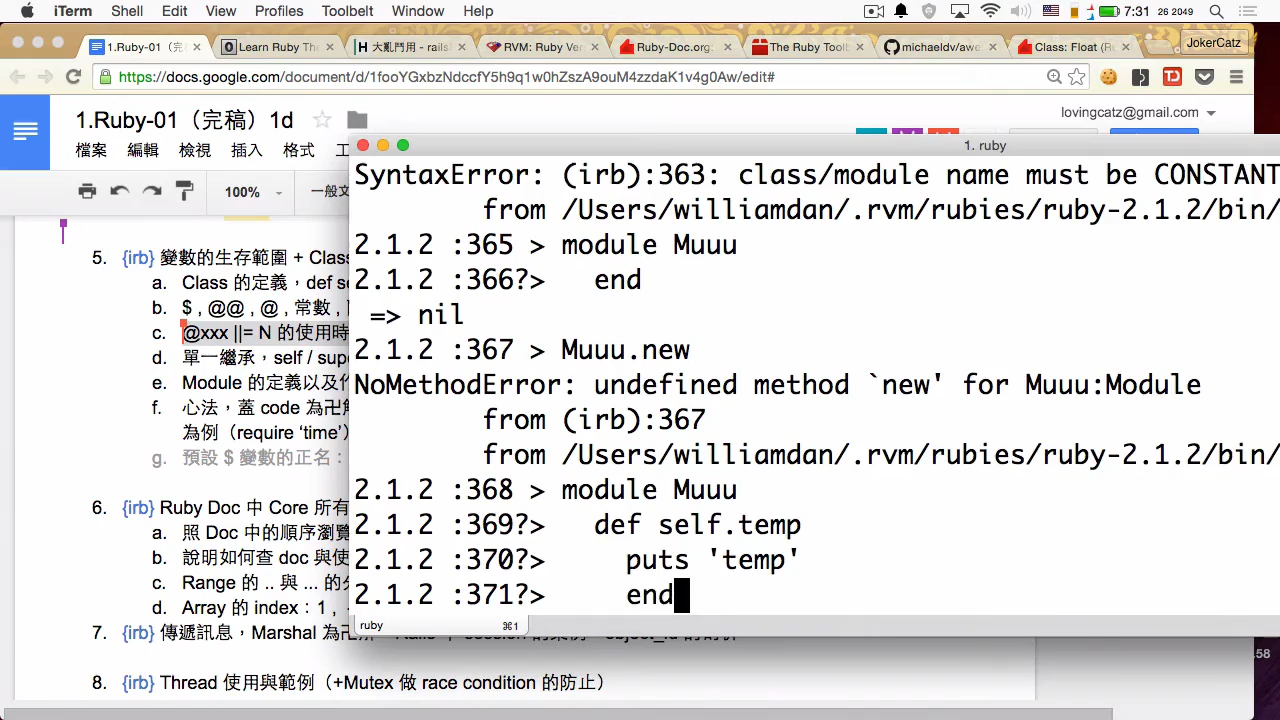 iTerm Shell Edit View Profiles Toolbelt Window Help 7:31 26 2049
1.Ruby-01（完 Learn Ruby The 大亂鬥用 - rails RVM: Ruby Ver Ruby-Doc.org. The Ruby Toolb michaeldv/awe Class: Float (R JokerCatz
https://docs.google.com/document/d/1fooYGxbzNdscfY5h9q1w0hZszA9ouM4zzdaK1v4g0Aw/edit#
1.Ruby-01（完稿）1d
lovingcatz@gmail.com
檔案 編輯 檢視 插入 格式 工
100% 一般文
5. {irb} 變數的生存範圍 + Clas
a. Class 的定義，def se
b. $ , @@ , @ , 常數 ,
c. @xxx ||= N 的使用時
d. 單一繼承，self / sup
e. Module 的定義以及
f. 心法，蓋 code 為卍解
為例（require ‘time’）
g. 預設 $ 變數的正名：
6. {irb} Ruby Doc 中 Core 所有
a. 照 Doc 中的順序瀏覽
b. 說明如何查 doc 與使
c. Range 的 .. 與 ... 的
d. Array 的 index：1 ,
7. {irb} 傳遞訊息，Marshal
8. {irb} Thread 使用與範例（+Mutex 做 race condition 的防止）
1. ruby
SyntaxError: (irb):363: class/module name must be CONSTANT
from /Users/williamdan/.rvm/rubies/ruby-2.1.2/bin/
2.1.2 :365 > module Muuu
2.1.2 :366?> end
=> nil
2.1.2 :367 > Muuu.new
NoMethodError: undefined method `new' for Muuu:Module
from (irb):367
from /Users/williamdan/.rvm/rubies/ruby-2.1.2/bin/
2.1.2 :368 > module Muuu
2.1.2 :369?> def self.temp
2.1.2 :370?> puts 'temp'
2.1.2 :371?> end
ruby ⌘1
:58